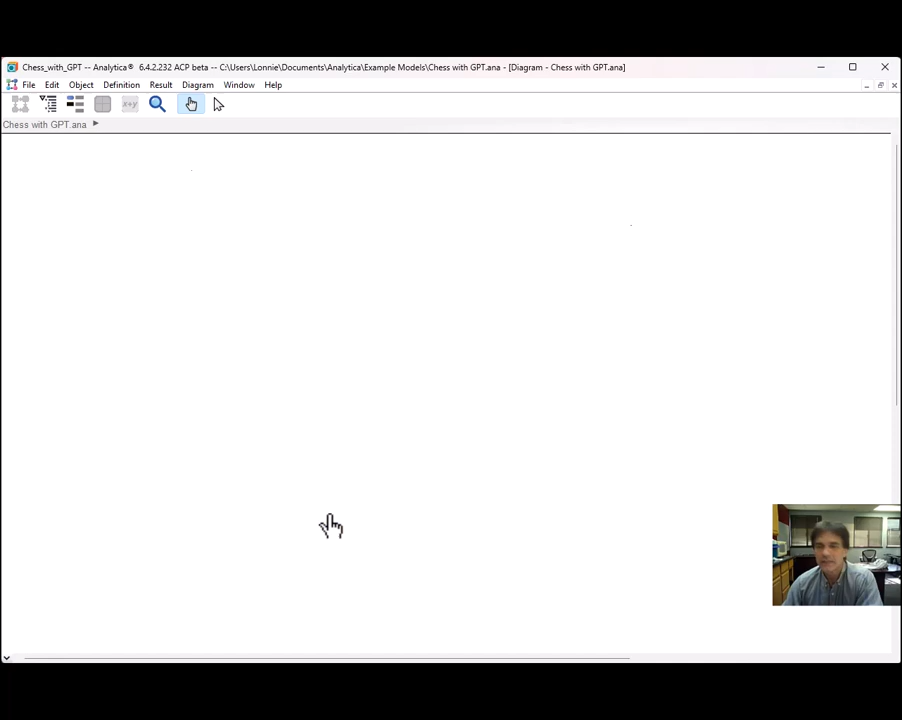 Chess_with_GPT -- Analytica® 6.4.2.232 ACP beta -- C:\Users\Lonnie\Documents\Analytica\Example Models\Chess with GPT.ana - [Diagram - Chess with GPT.ana]
File Edit Object Definition Result Diagram Window Help
x+y
Chess with GPT.ana